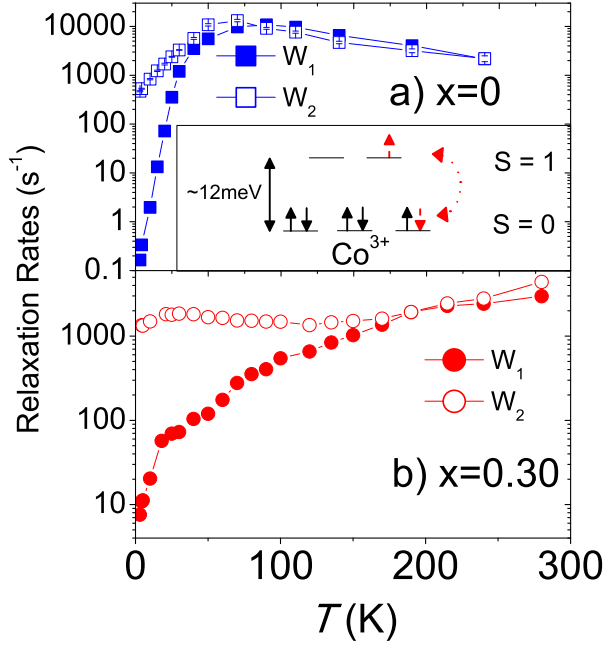 10000
1000
100
10
1
0.1
W1
W2
a) x=0
~12meV
S = 1
S = 0
Co3+
Relaxation Rates (s-1)
1000
100
10
W1
W2
b) x=0.30
0
100
200
300
T (K)